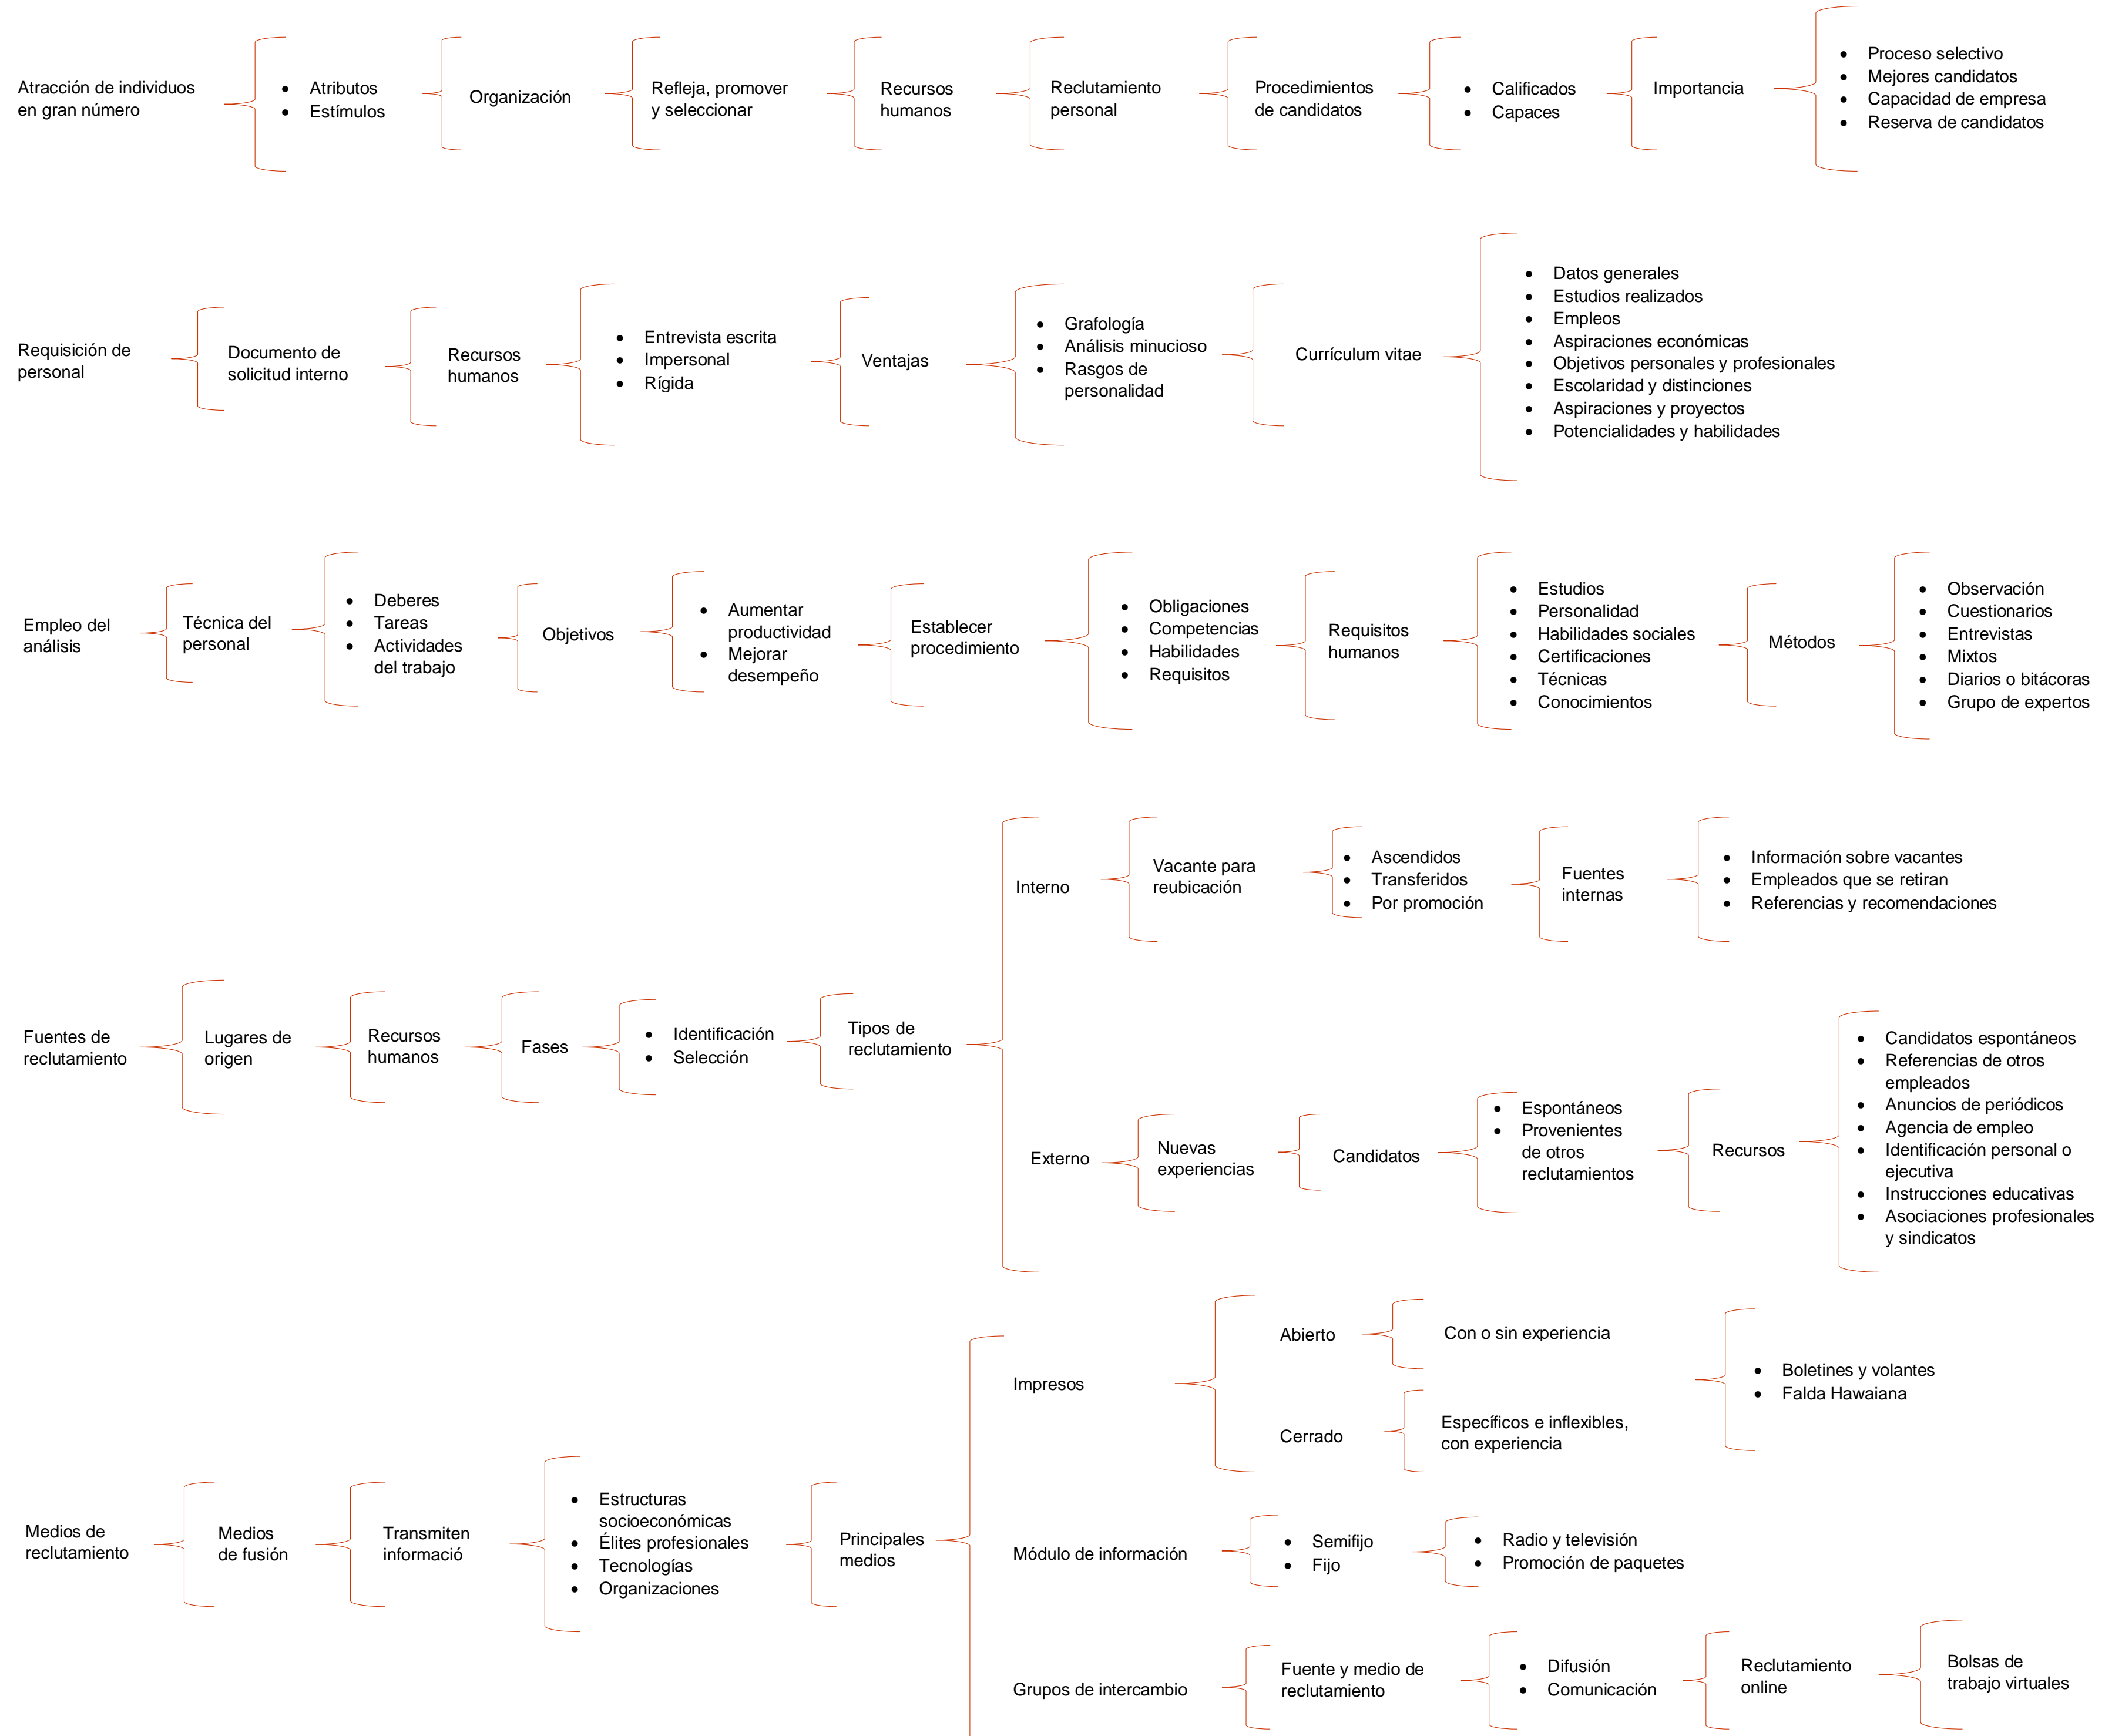 Atracción de individuos
en gran número
• Atributos
• Estímulos
Organización
Refleja, promover
y seleccionar
Recursos
humanos
Reclutamiento
personal
Procedimientos
de candidatos
• Calificados
• Capaces
Importancia
• Proceso selectivo
• Mejores candidatos
• Capacidad de empresa
• Reserva de candidatos
Requisición de
personal
Documento de
solicitud interno
Recursos
humanos
• Entrevista escrita
• Impersonal
• Rígida
Ventajas
• Grafología
• Análisis minucioso
• Rasgos de
personalidad
Currículum vitae
• Datos generales
• Estudios realizados
• Empleos
• Aspiraciones económicas
• Objetivos personales y profesionales
• Escolaridad y distinciones
• Aspiraciones y proyectos
• Potencialidades y habilidades
Empleo del
análisis
Técnica del
personal
• Deberes
• Tareas
• Actividades
del trabajo
Objetivos
• Aumentar
productividad
• Mejorar
desempeño
Establecer
procedimiento
• Obligaciones
• Competencias
• Habilidades
• Requisitos
Requisitos
humanos
• Estudios
• Personalidad
• Habilidades sociales
• Certificaciones
• Técnicas
• Conocimientos
Métodos
• Observación
• Cuestionarios
• Entrevistas
• Mixtos
• Diarios o bitácoras
• Grupo de expertos
Fuentes de
reclutamiento
Lugares de
origen
Recursos
humanos
Fases
• Identificación
• Selección
Tipos de
reclutamiento
Interno
Vacante para
reubicación
• Ascendidos
• Transferidos
• Por promoción
Fuentes
internas
• Información sobre vacantes
• Empleados que se retiran
• Referencias y recomendaciones
Externo
Nuevas
experiencias
Candidatos
• Espontáneos
• Provenientes
de otros
reclutamientos
Recursos
• Candidatos espontáneos
• Referencias de otros
empleados
• Anuncios de periódicos
• Agencia de empleo
• Identificación personal o
ejecutiva
• Instrucciones educativas
• Asociaciones profesionales
y sindicatos
Medios de
reclutamiento
Medios
de fusión
Transmiten
informació
• Estructuras
socioeconómicas
• Élites profesionales
• Tecnologías
• Organizaciones
Principales
medios
Impresos
Abierto
Con o sin experiencia
Cerrado
Específicos e inflexibles,
con experiencia
• Boletines y volantes
• Falda Hawaiana
Módulo de información
• Semifijo
• Fijo
• Radio y televisión
• Promoción de paquetes
Grupos de intercambio
Fuente y medio de
reclutamiento
• Difusión
• Comunicación
Reclutamiento
online
Bolsas de
trabajo virtuales